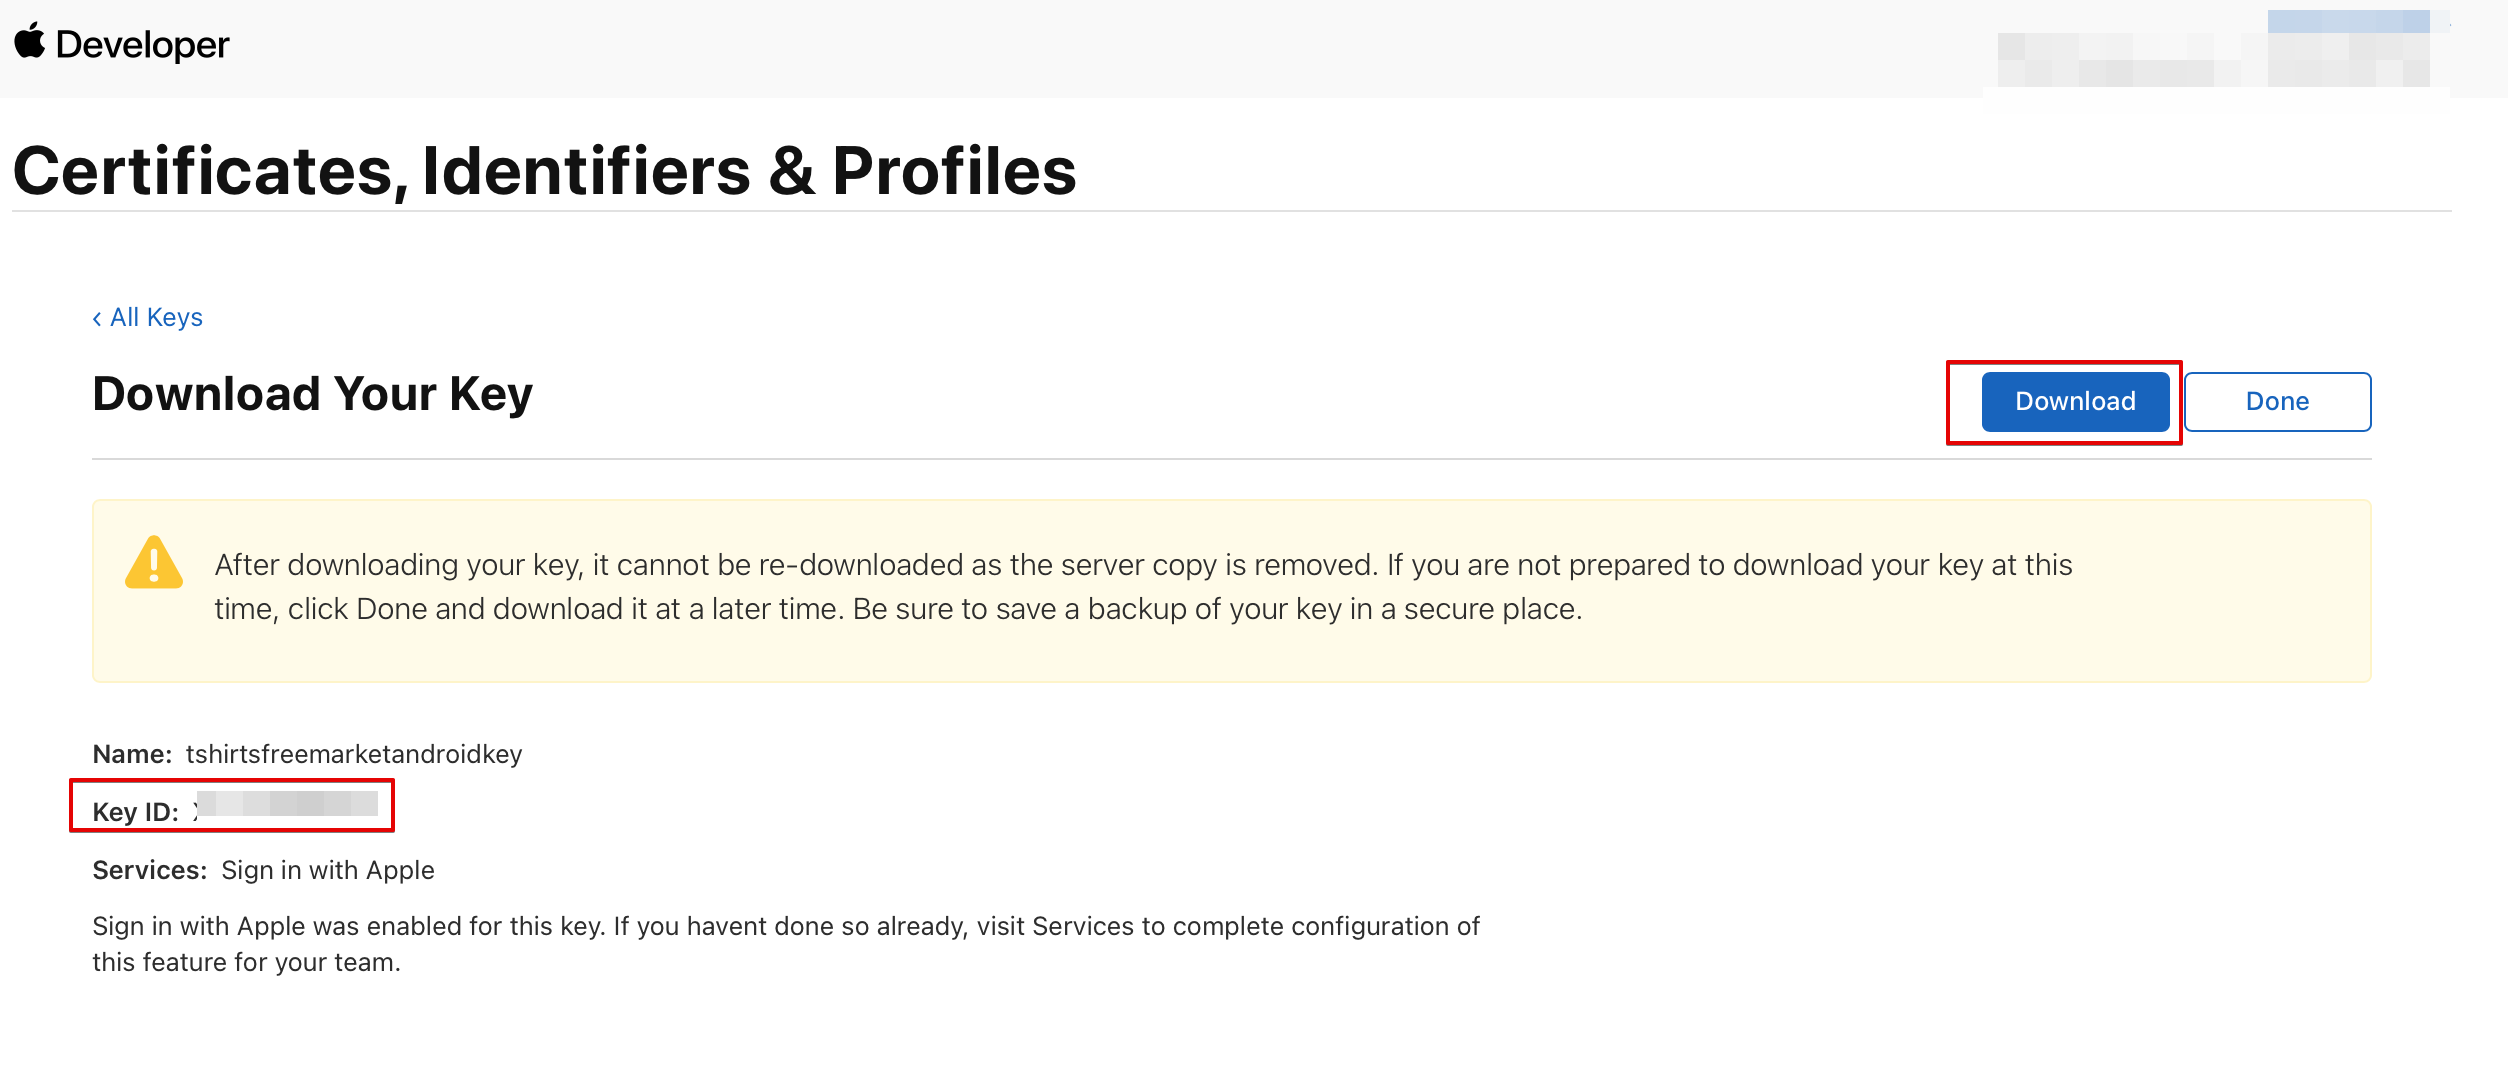 Developer
Certificates, Identifiers & Profiles
‹ All Keys
Download Your Key
Download
Done
After downloading your key, it cannot be re-downloaded as the server copy is removed. If you are not prepared to download your key at this
time, click Done and download it at a later time. Be sure to save a backup of your key in a secure place.
Name: tshirtsfreemarketandroidkey
Key ID:
Services: Sign in with Apple
Sign in with Apple was enabled for this key. If you havent done so already, visit Services to complete configuration of
this feature for your team.